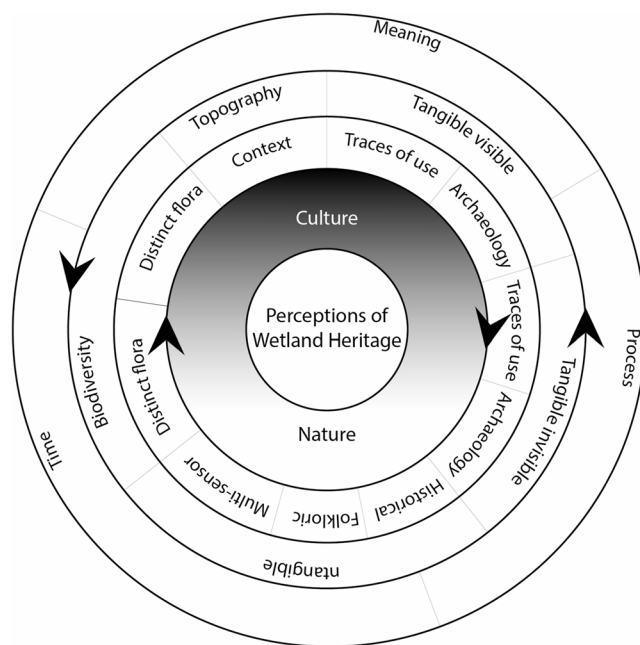 Meaning
Process
Time
Topography
Tangible visible
Tangible invisible
ntangible
Biodiversity
Context
Traces of use
Archaeology
Traces of use
Archaeology
Historical
Folkloric
Multi-sensor
Distinct flora
Distinct flora
Culture
Perceptions of
Wetland Heritage
Nature